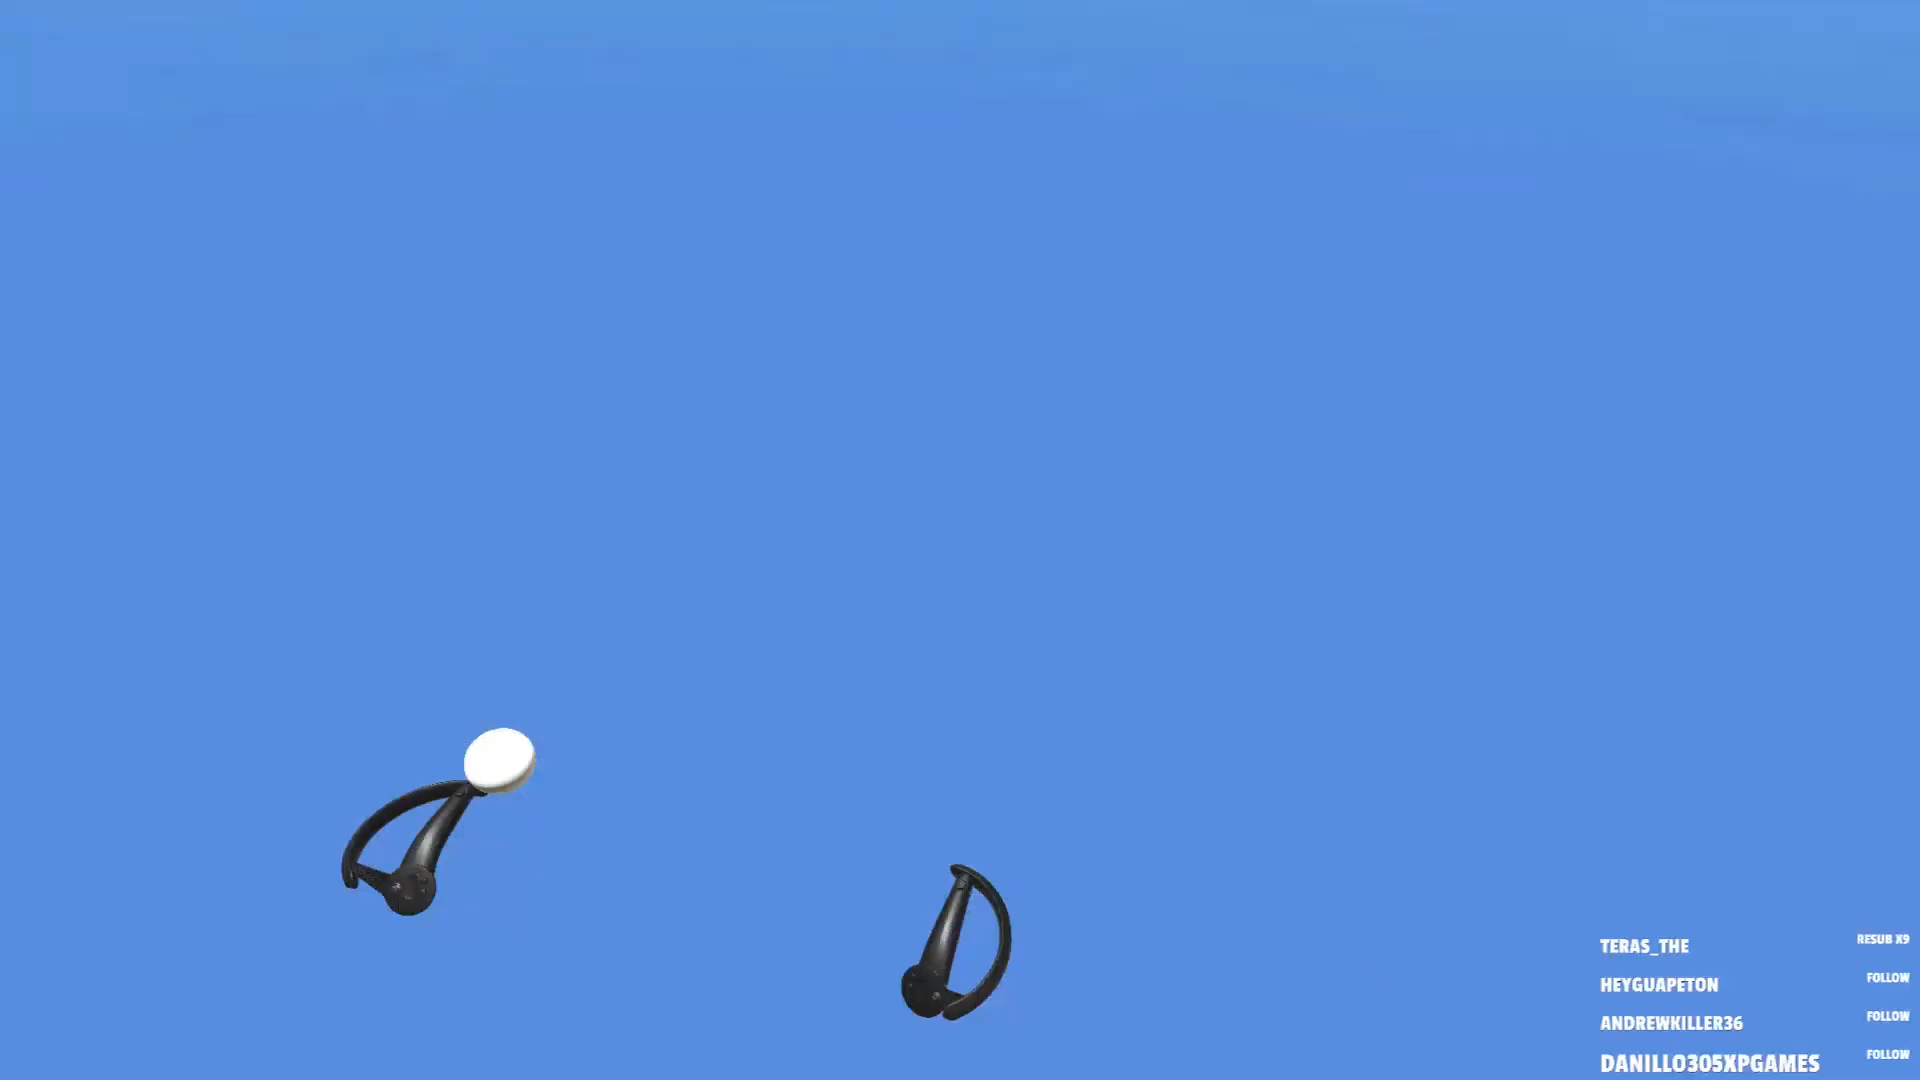 TERAS_THE RESUB X9
HEYGUAPETON FOLLOW
ANDREWKILLER36 FOLLOW
DANILLO305XPGAMES FOLLOW